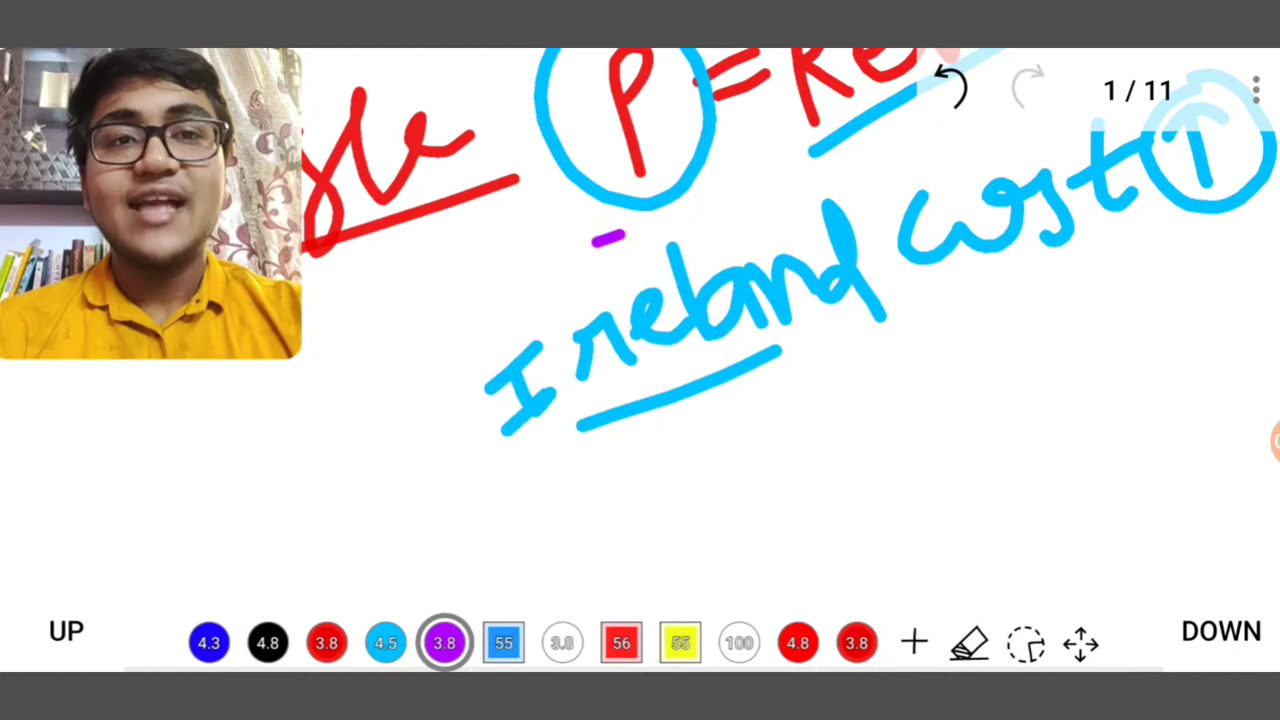 P = Re
1 / 11
I reband cost ↑
UP
4.3 4.8 3.8 4.5 3.8 55 3.8 56 55 100 4.8 3.8
DOWN